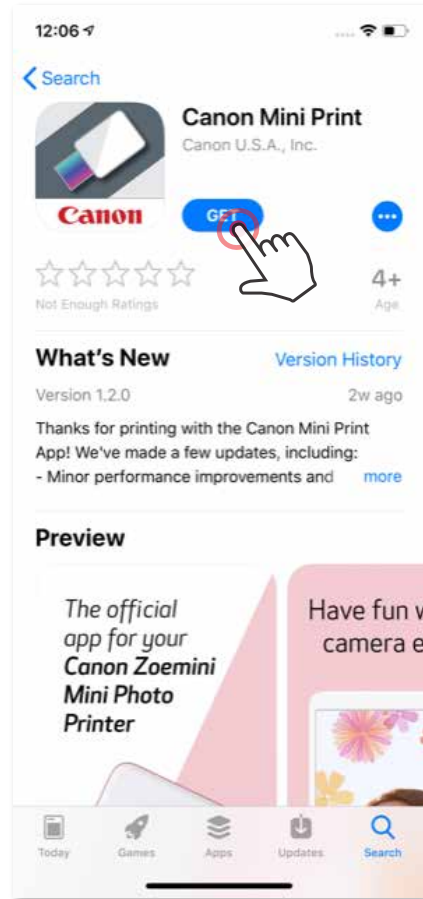 12:06
Search
Canon Mini Print
Canon U.S.A., Inc.
Canon
GET
4+
Not Enough Ratings
Age
What's New
Version History
Version 1.2.0
2w ago
Thanks for printing with the Canon Mini Print
App! We've made a few updates, including:
- Minor performance improvements and more
Preview
The official
app for your
Canon Zoemini
Mini Photo
Printer
Have fun
camera
Today
Games
Apps
Updates
Search